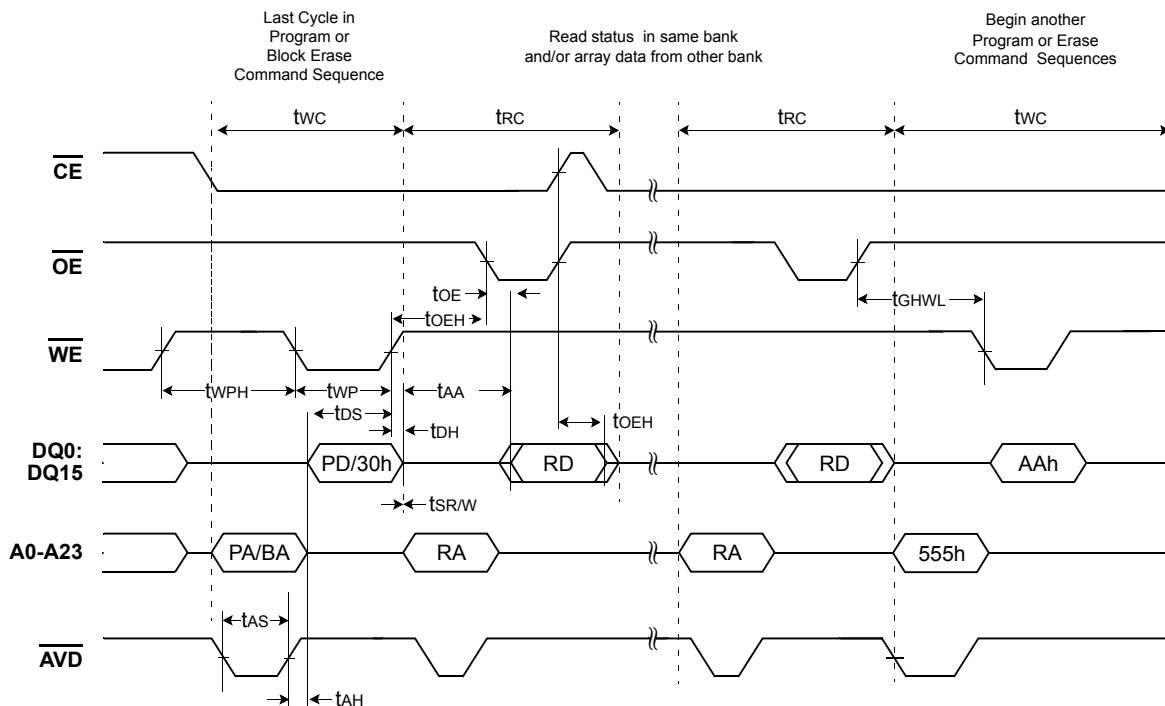 Last Cycle in
Program or
Block Erase
Command Sequence
Read status in same bank
and/or array data from other bank
Begin another
Program or Erase
Command Sequences
tWC
tRC
tRC
tWC
CE
OE
tOE
tOEH
tGHWL
WE
tWPH
tWP
tAA
tDS
tDH
tOEH
DQ0:
DQ15
PD/30h
RD
RD
AAh
tSR/W
A0-A23
PA/BA
RA
RA
555h
tAS
AVD
tAH